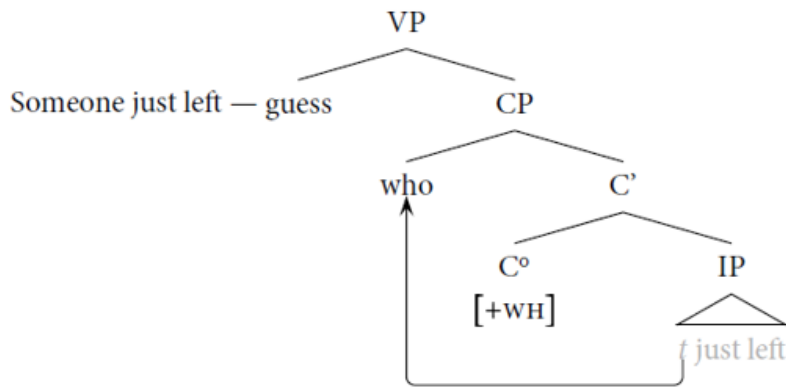 VP
Someone just left — guess CP
who C’
Cº IP
[+WH]
t just left